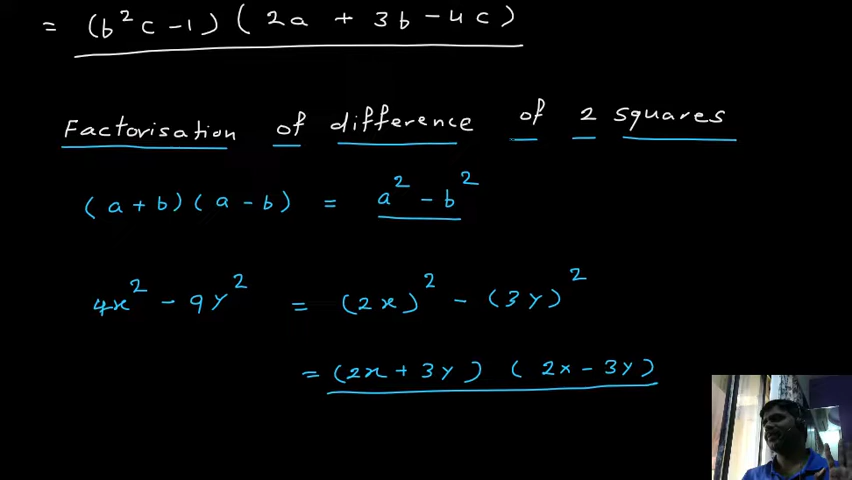 = (b²c - 1) ( 2a + 3b - 4c )
Factorisation of difference of 2 squares
( a + b ) ( a - b ) = a² - b²
4x² - 9y² = (2x)² - (3y)²
= (2x + 3y ) ( 2x - 3y )